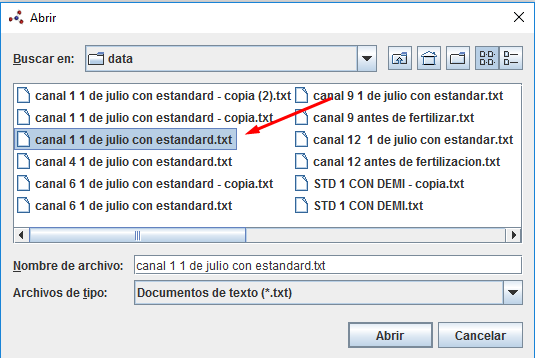 Abrir
Buscar en: data
canal 1 1 de julio con estandard - copia (2).txt
canal 1 1 de julio con estandard - copia.txt
canal 1 1 de julio con estandard.txt
canal 4 1 de julio con estandard.txt
canal 6 1 de julio con estandard - copia.txt
canal 6 1 de julio con estandard.txt
canal 9 1 de julio con estandar.txt
canal 9 antes de fertilizar.txt
canal 12  1 de julio con estandar.txt
canal 12 antes de fertilizacion.txt
STD 1 CON DEMI - copia.txt
STD 1 CON DEMI.txt
Nombre de archivo: canal 1 1 de julio con estandard.txt
Archivos de tipo: Documentos de texto (*.txt)
Abrir Cancelar